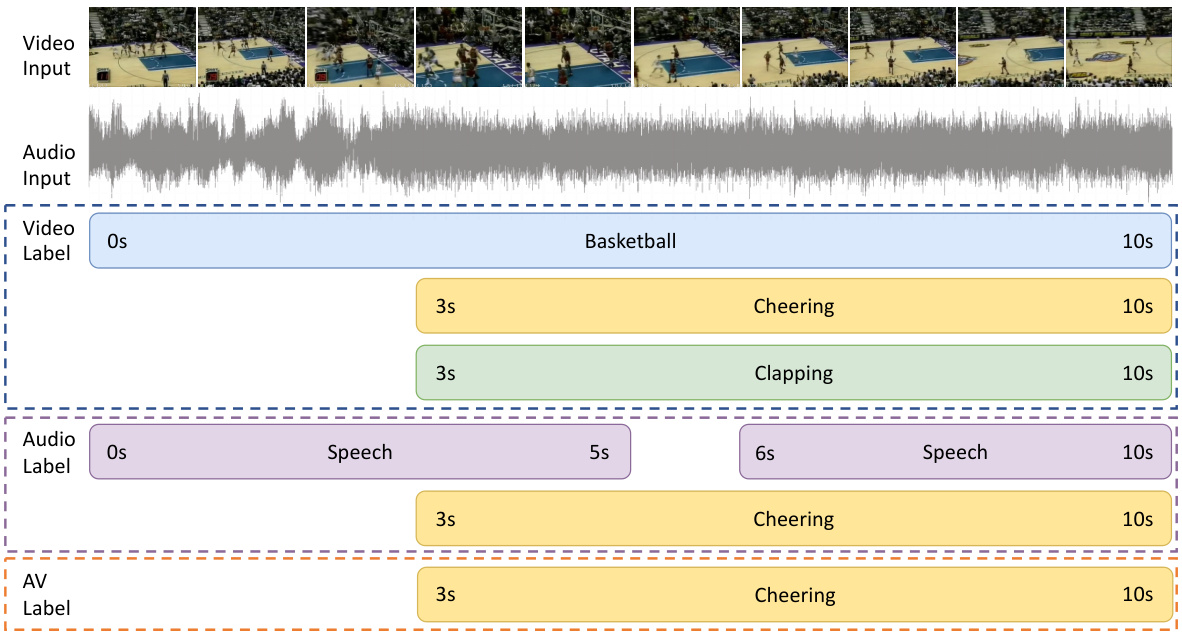 Video
Input
Audio
Input
Video
Label
0s Basketball 10s
3s Cheering 10s
3s Clapping 10s
Audio
Label
0s Speech 5s
6s Speech 10s
3s Cheering 10s
AV
Label
3s Cheering 10s